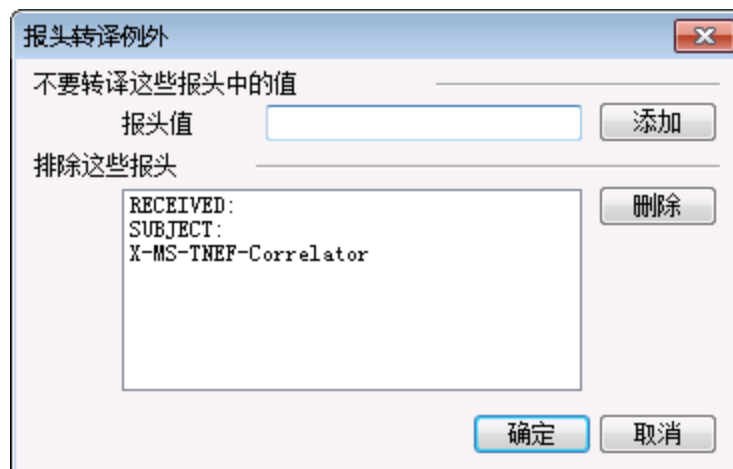 报头转译例外
不要转译这些报头中的值
报头值
添加
排除这些报头
RECEIVED:
SUBJECT:
X-MS-TNEF-Correlator
删除
确定
取消